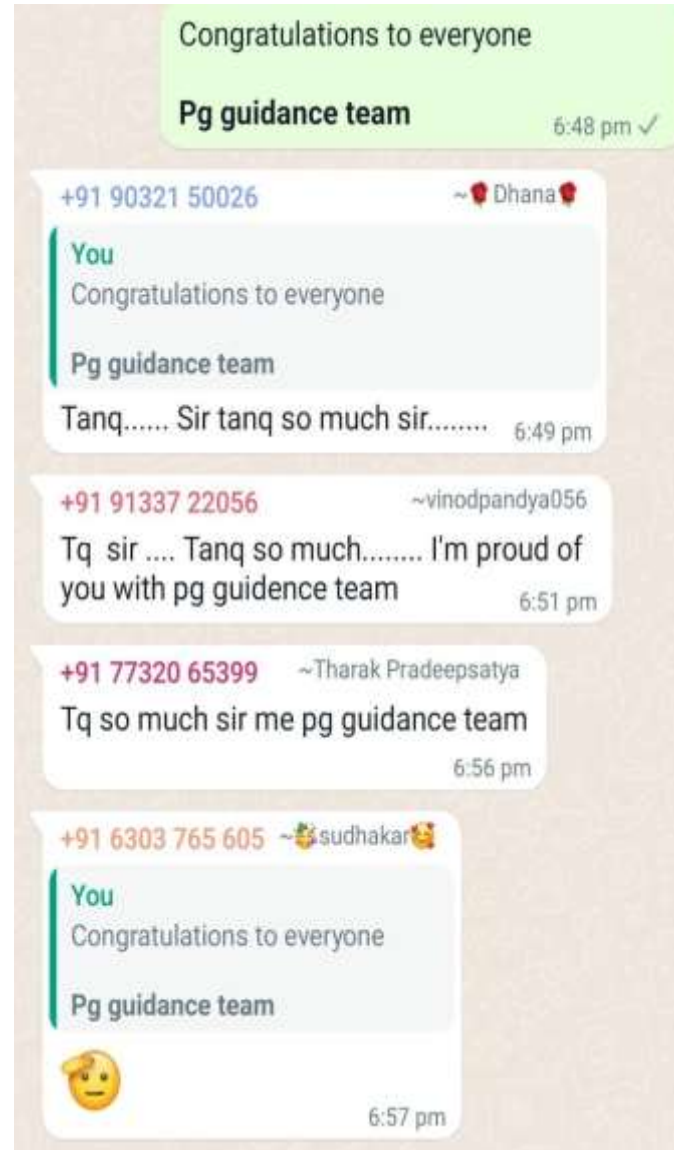 Congratulations to everyone
Pg guidance team
6:48 pm ✓
+91 90321 50026 ~🌹Dhana🌹
You
Congratulations to everyone
Pg guidance team
Tanq...... Sir tanq so much sir........ 6:49 pm
+91 91337 22056 ~vinodpandya056
Tq sir .... Tanq so much........ I'm proud of
you with pg guidence team 6:51 pm
+91 77320 65399 ~Tharak Pradeepsatya
Tq so much sir me pg guidance team
6:56 pm
+91 6303 765 605 ~🥳sudhakar🥰
You
Congratulations to everyone
Pg guidance team
🫡
6:57 pm